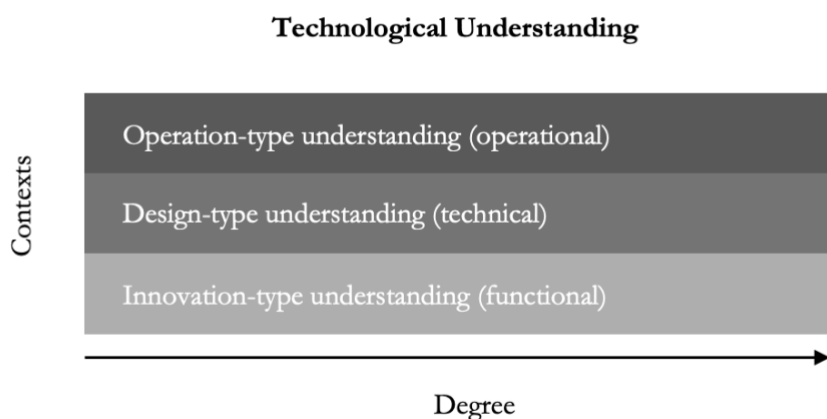 Technological Understanding
Contexts
Operation-type understanding (operational)
Design-type understanding (technical)
Innovation-type understanding (functional)
Degree